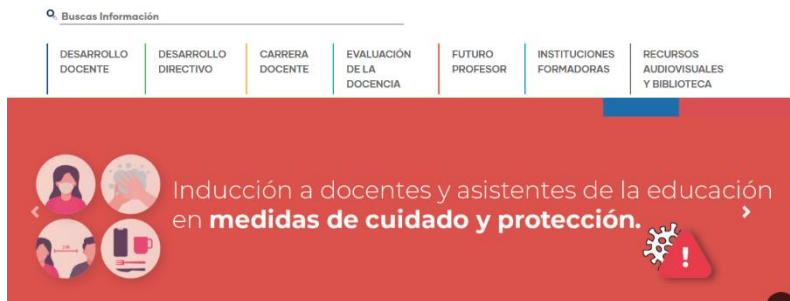 Buscas Información
DESARROLLO
DOCENTE
DESARROLLO
DIRECTIVO
CARRERA
DOCENTE
EVALUACIÓN
DE LA
DOCENCIA
FUTURO
PROFESOR
INSTITUCIONES
FORMADORAS
RECURSOS
AUDIOVISUALES
Y BIBLIOTECA
Inducción a docentes y asistentes de la educación
en medidas de cuidado y protección.
!